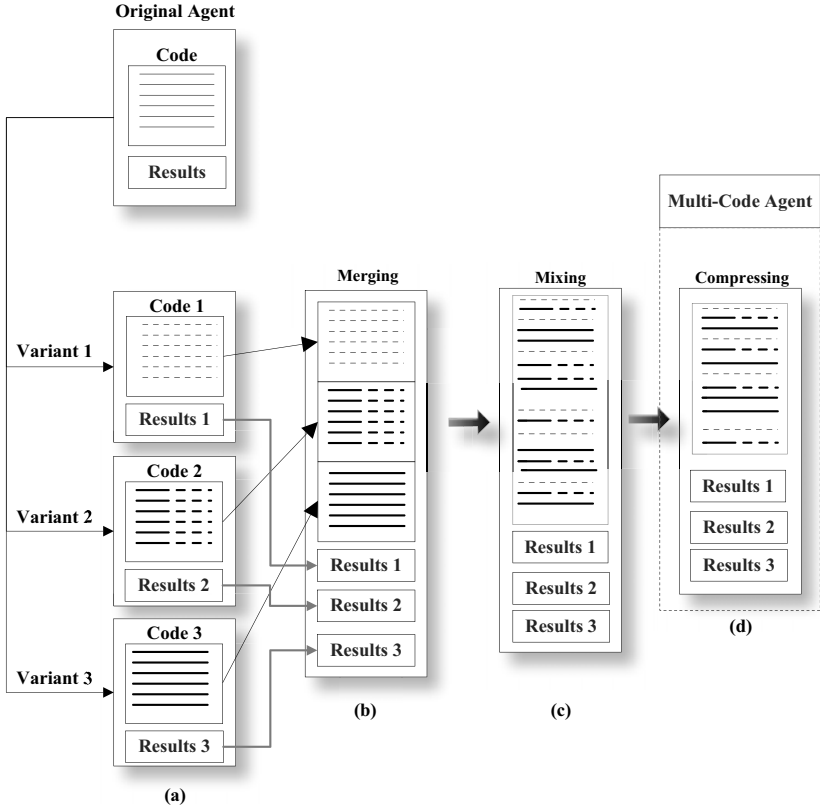 Original Agent
Code
Results
Variant 1
Code 1
Results 1
Variant 2
Code 2
Results 2
Variant 3
Code 3
Results 3
(a)
Merging
Results 1
Results 2
Results 3
(b)
Mixing
Results 1
Results 2
Results 3
(c)
Multi-Code Agent
Compressing
Results 1
Results 2
Results 3
(d)